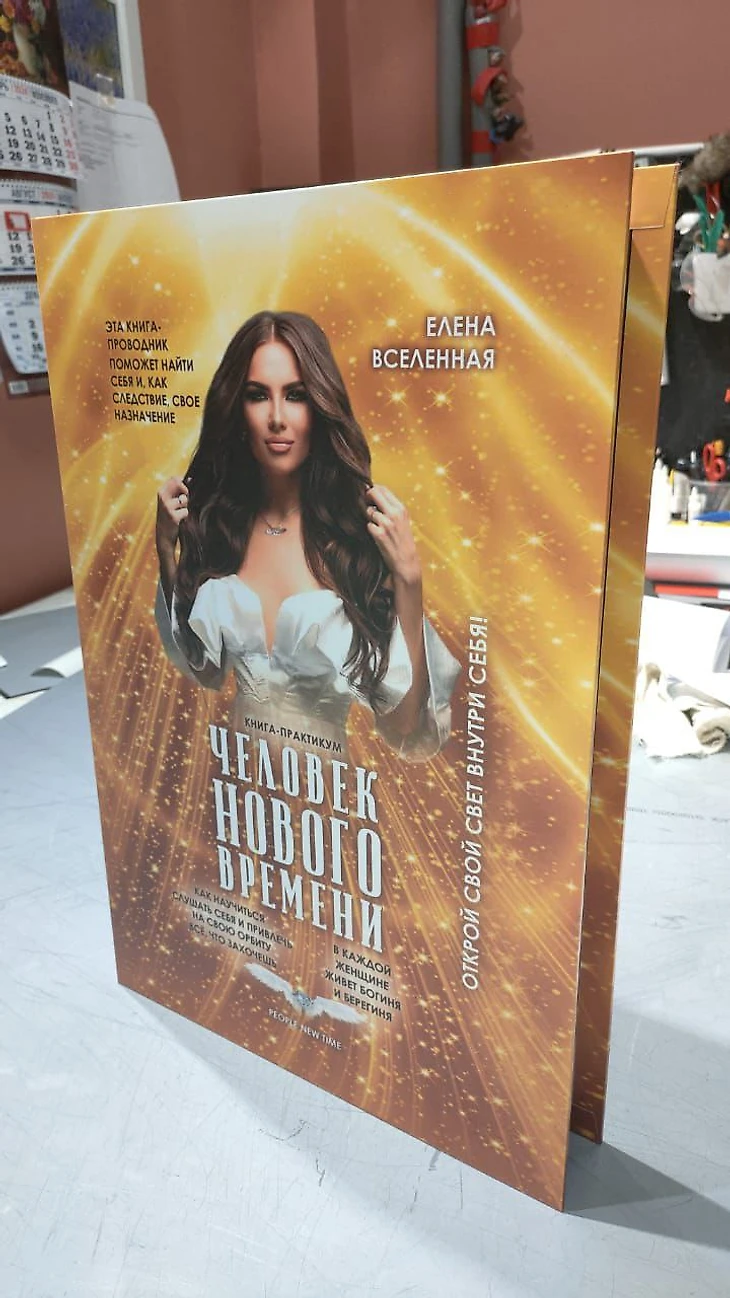 ЭТА КНИГА-
ПРОВОДНИК
ПОМОЖЕТ НАЙТИ
СЕБЯ И, КАК
СЛЕДСТВИЕ, СВОЕ
НАЗНАЧЕНИЕ
ЕЛЕНА
ВСЕЛЕННАЯ
ОТКРОЙ СВОЙ СВЕТ ВНУТРИ СЕБЯ!
КНИГА-ПРАКТИКУМ
ЧЕЛОВЕК
НОВОГО
ВРЕМЕНИ
КАК НАУЧИТЬСЯ
СЛУШАТЬ СЕБЯ И ПРИВЛЕЧЬ
НА СВОЮ ОРБИТУ
ВСЕ, ЧТО ЗАХОЧЕШЬ
В КАЖДОЙ
ЖЕНЩИНЕ
ЖИВЕТ БОГИНЯ
И БЕРЕГИНЯ
PEOPLE NEW TIME